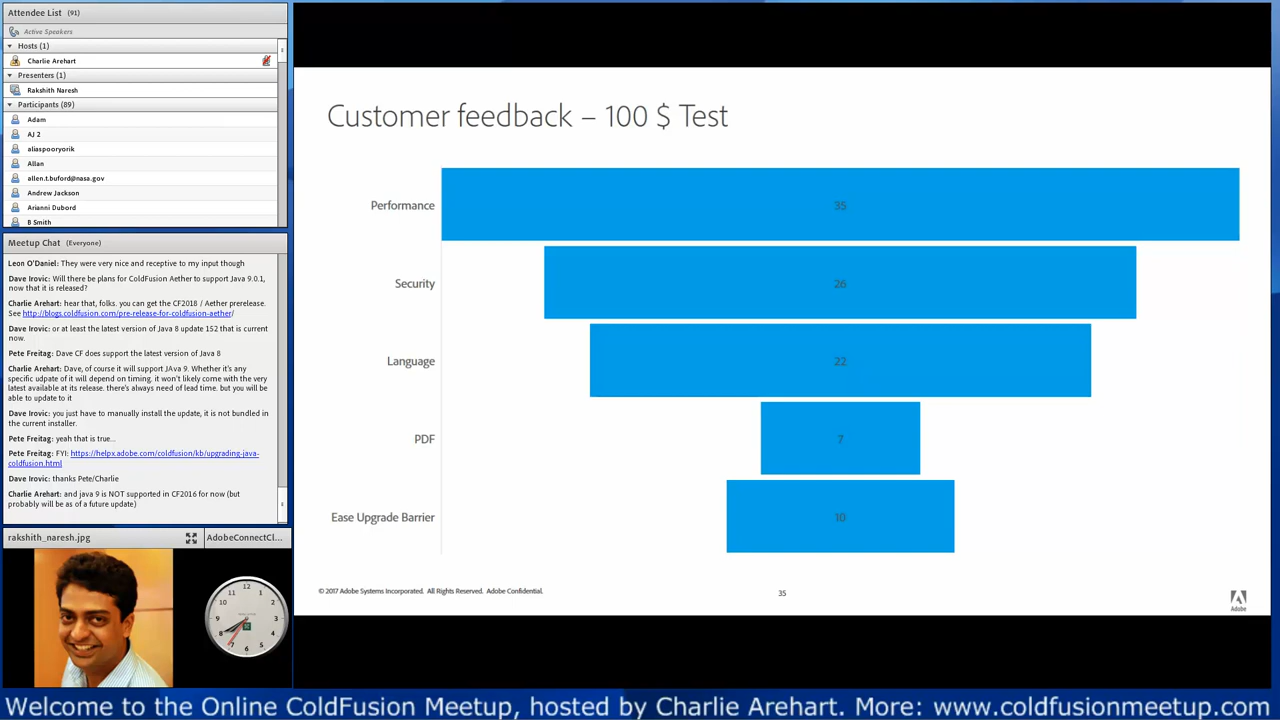 Attendee List (91)
Active Speakers
Hosts (1)
Charlie Arehart
Presenters (1)
Rakshith Naresh
Participants (89)
Adam
AJ 2
aliaspooryorik
Allan
allen.t.buford@nasa.gov
Andrew Jackson
Arianni Dubord
B Smith
Meetup Chat (Everyone)
Leon O'Daniel: They were very nice and receptive to my input though
Dave Irovic: Will there be plans for ColdFusion Aether to support Java 9.0.1,
now that it is released?
Charlie Arehart: hear that, folks. you can get the CF2018 / Aether prerelease.
See http://blogs.coldfusion.com/pre-release-for-coldfusion-aether/
Dave Irovic: or at least the latest version of Java 8 update 152 that is current
now.
Pete Freitag: Dave CF does support the latest version of Java 8
Charlie Arehart: Dave, of course it will support JAva 9. Whether it's any
specific udpate of it will depend on timing. it won't likely come with the very
latest available at its release. there's always need of lead time. but you will be
able to update to it
Dave Irovic: you just have to manually install the update, it is not bundled in
the current installer.
Pete Freitag: yeah that is true...
Pete Freitag: FYI: https://helpx.adobe.com/coldfusion/kb/upgrading-java-
coldfusion.html
Dave Irovic: thanks Pete/Charlie
Charlie Arehart: and java 9 is NOT supported in CF2016 for now (but
probably will be as of a future update)
rakshith_naresh.jpg
AdobeConnectCl...
12
1
2
3
4
5
6
7
8
9
10
11
Customer feedback – 100 $ Test
Performance 35
Security 26
Language 22
PDF 7
Ease Upgrade Barrier 10
© 2017 Adobe Systems Incorporated. All Rights Reserved. Adobe Confidential.
35
Adobe
Welcome to the Online ColdFusion Meetup, hosted by Charlie Arehart. More: www.coldfusionmeetup.com